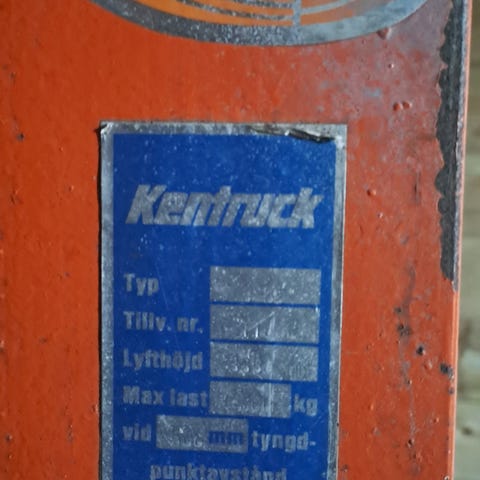 Kentruck
Typ
Tillv. nr.
Lyfthöjd
Max last kg
vid mm tyngd-
punktavstånd